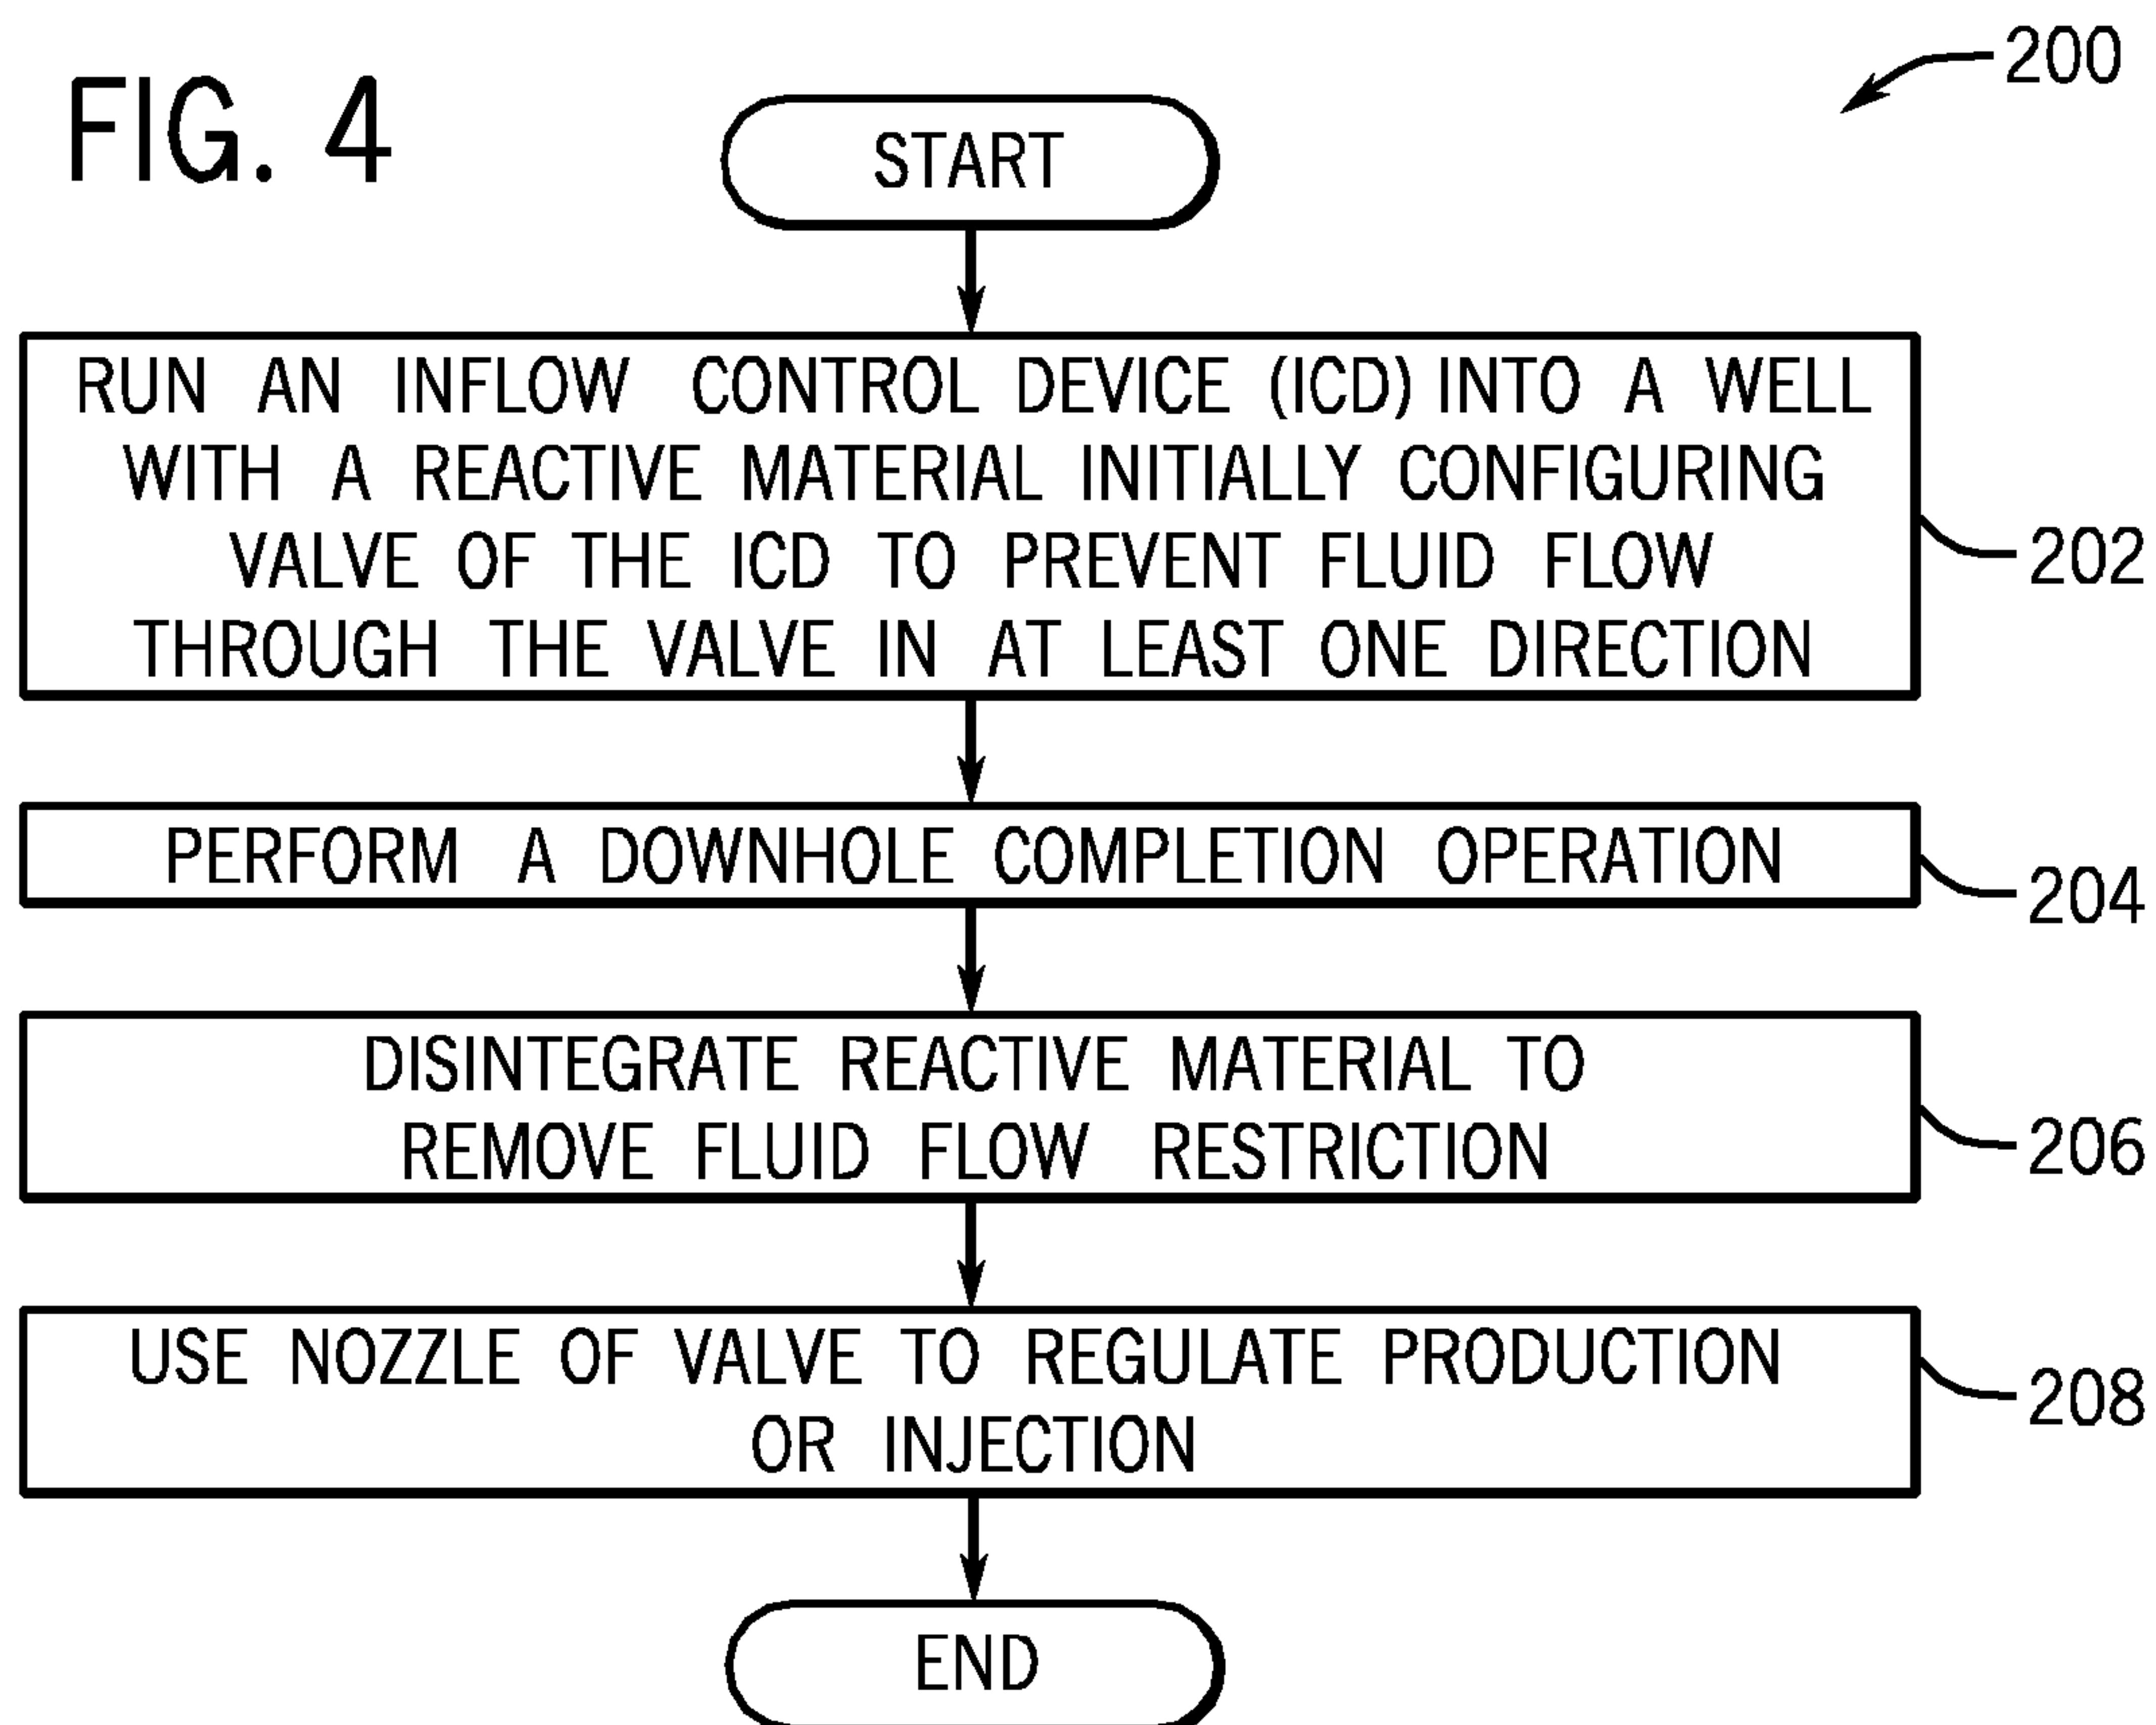 FIG. 4
200
START
RUN AN INFLOW CONTROL DEVICE (ICD) INTO A WELL
WITH A REACTIVE MATERIAL INITIALLY CONFIGURING
VALVE OF THE ICD TO PREVENT FLUID FLOW
THROUGH THE VALVE IN AT LEAST ONE DIRECTION
202
PERFORM A DOWNHOLE COMPLETION OPERATION
204
DISINTEGRATE REACTIVE MATERIAL TO
REMOVE FLUID FLOW RESTRICTION
206
USE NOZZLE OF VALVE TO REGULATE PRODUCTION
OR INJECTION
208
END